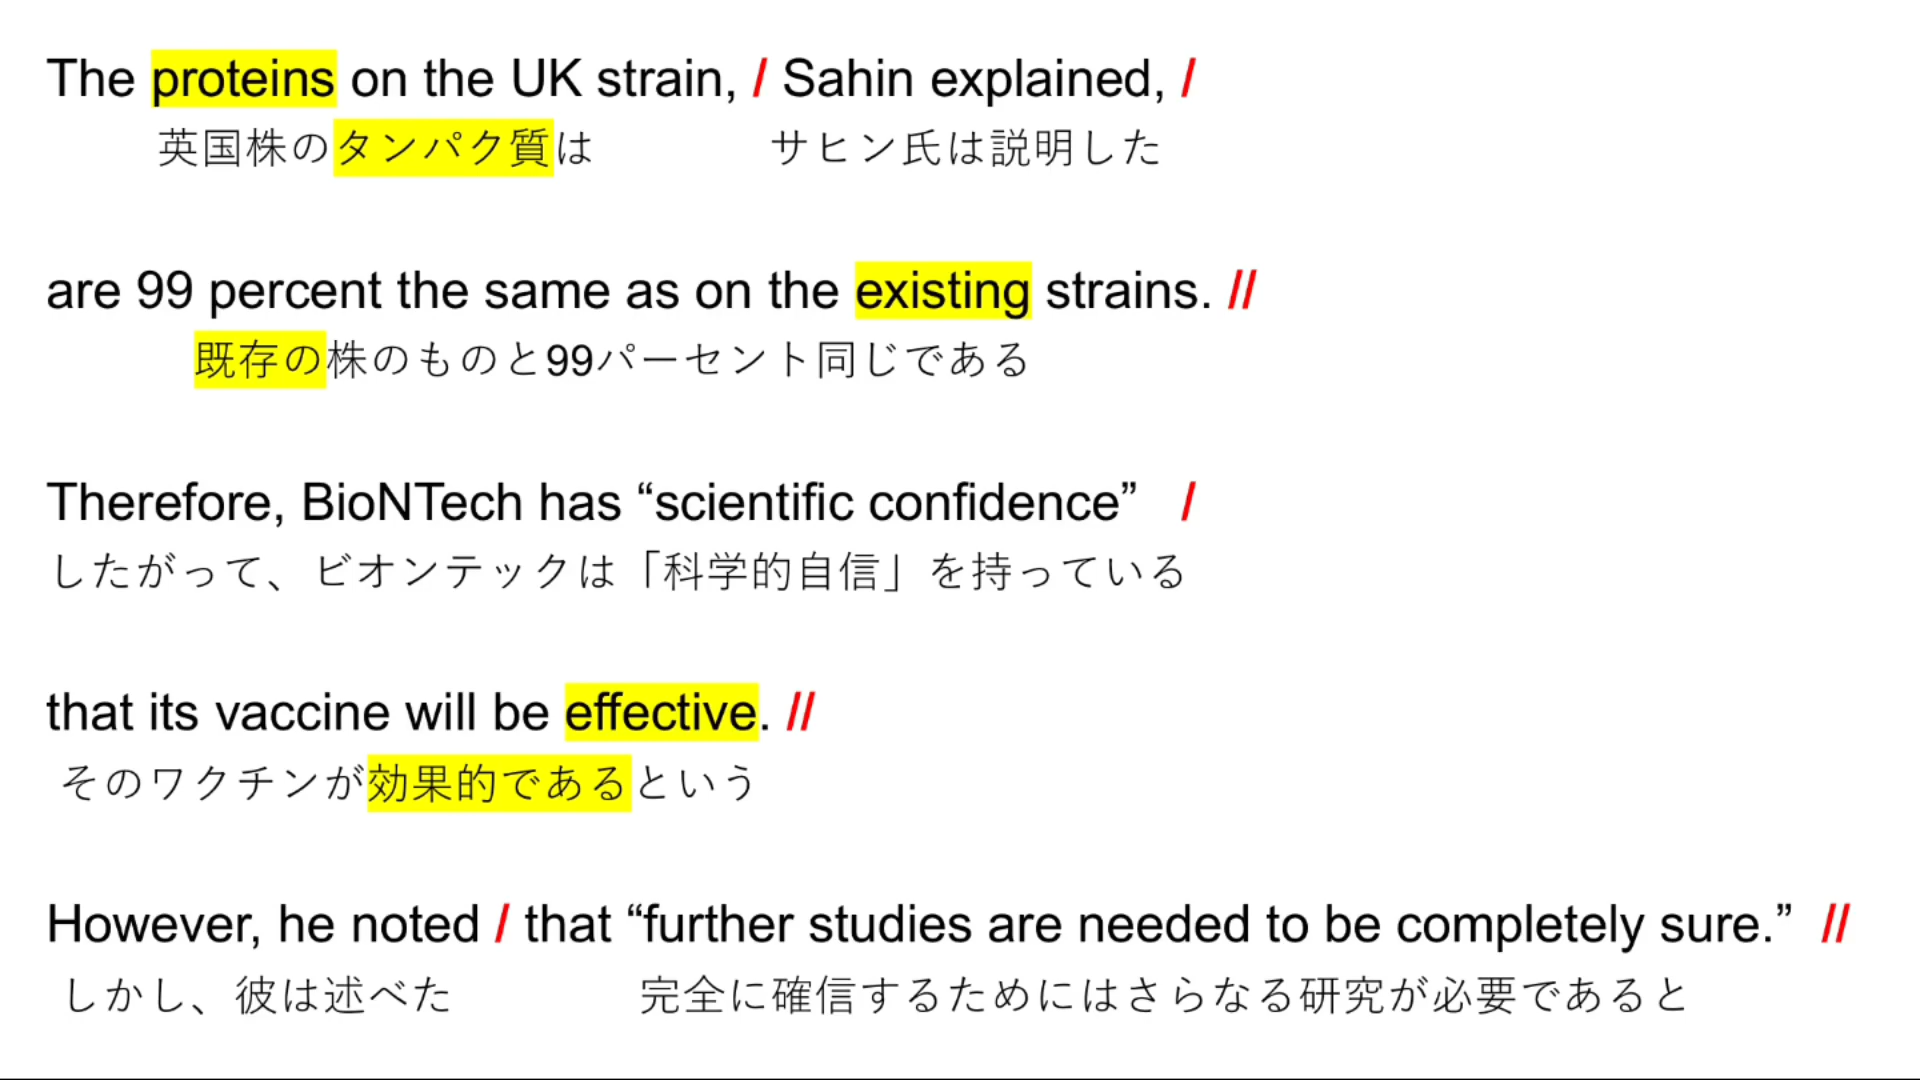 The proteins on the UK strain, / Sahin explained, /
英国株のタンパク質は サヒン氏は説明した
are 99 percent the same as on the existing strains. //
既存の株のものと99パーセント同じである
Therefore, BioNTech has “scientific confidence” /
したがって、ビオンテックは「科学的自信」を持っている
that its vaccine will be effective. //
そのワクチンが効果的であるという
However, he noted / that “further studies are needed to be completely sure.” //
しかし、彼は述べた 完全に確信するためにはさらなる研究が必要であると